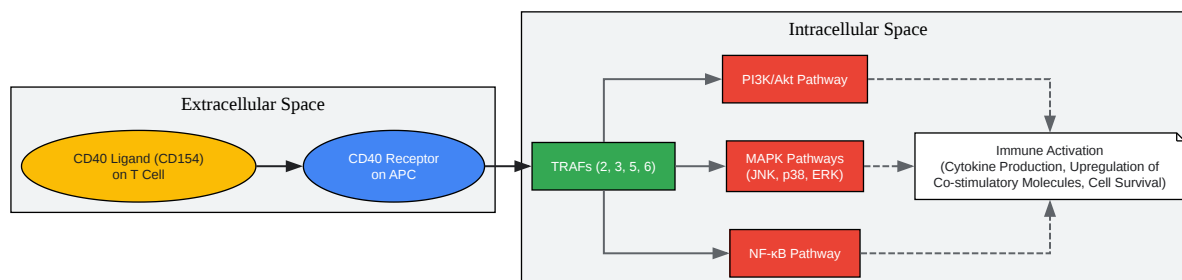 Extracellular Space
CD40 Ligand (CD154)
on T Cell
CD40 Receptor
on APC
Intracellular Space
TRAFs (2, 3, 5, 6)
PI3K/Akt Pathway
MAPK Pathways
(JNK, p38, ERK)
NF-κB Pathway
Immune Activation
(Cytokine Production, Upregulation of
Co-stimulatory Molecules, Cell Survival)